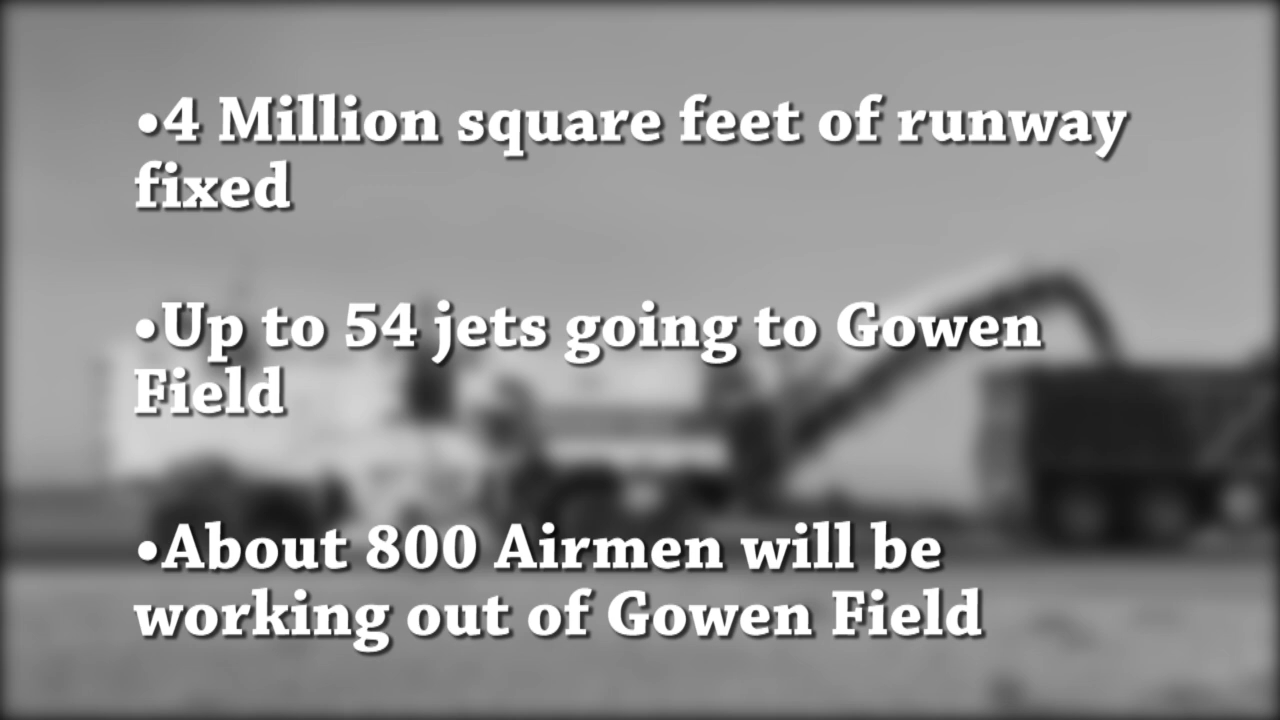 •4 Million square feet of runway
fixed
•Up to 54 jets going to Gowen
Field
•About 800 Airmen will be
working out of Gowen Field